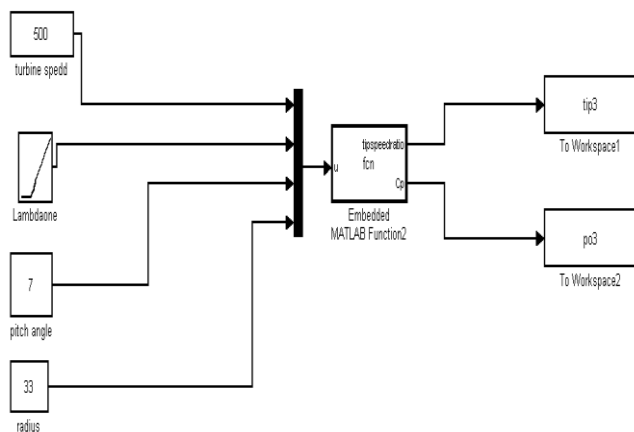 500
turbine spedd
Lambdaone
7
pitch angle
33
radius
u
tipspeedratio
fcn
Cp
Embedded
MATLAB Function2
tip3
To Workspace1
po3
To Workspace2